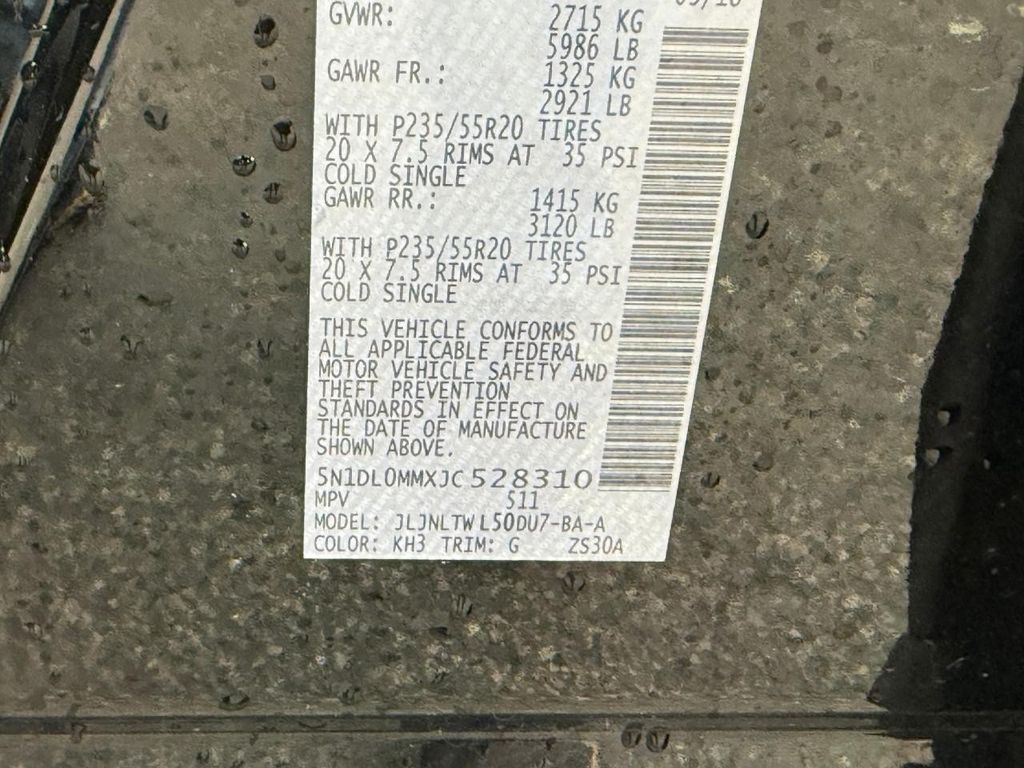 GVWR: 2715 KG
5986 LB
GAWR FR.: 1325 KG
2921 LB
WITH P235/55R20 TIRES
20 X 7.5 RIMS AT 35 PSI
COLD SINGLE
GAWR RR.: 1415 KG
3120 LB
WITH P235/55R20 TIRES
20 X 7.5 RIMS AT 35 PSI
COLD SINGLE
THIS VEHICLE CONFORMS TO
ALL APPLICABLE FEDERAL
MOTOR VEHICLE SAFETY AND
THEFT PREVENTION
STANDARDS IN EFFECT ON
THE DATE OF MANUFACTURE
SHOWN ABOVE.
5N1DL0MMXJC528310
MPV 511
MODEL: JLJNLTWL50DU7-BA-A
COLOR: KH3 TRIM: G ZS30A